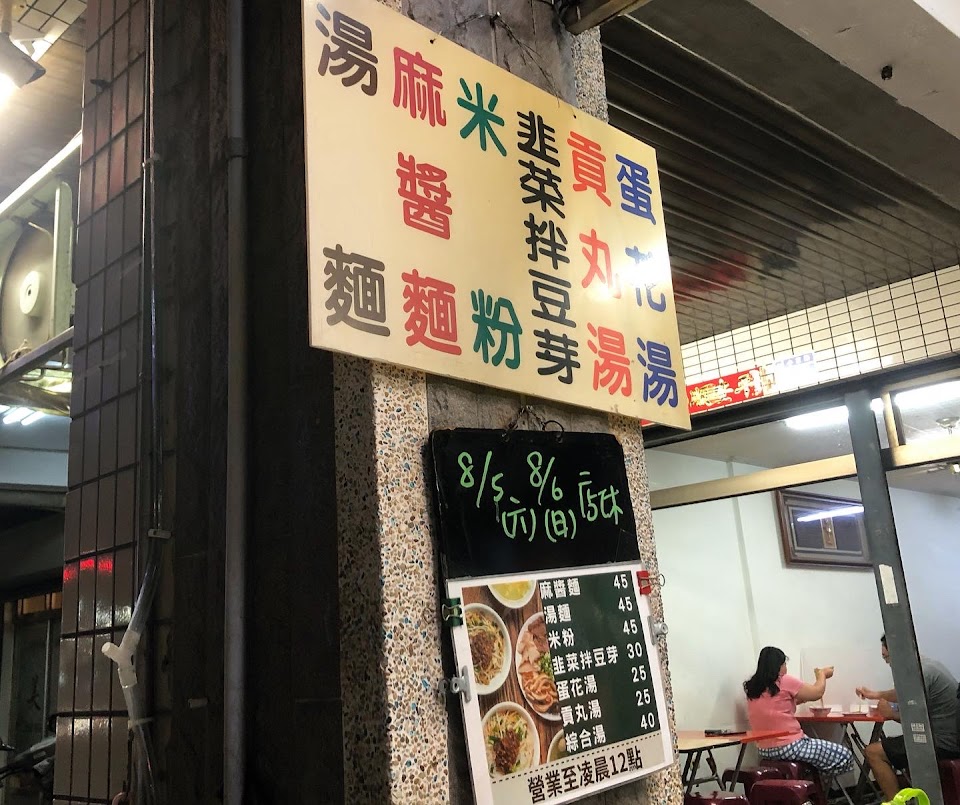 湯麵
麻醬麵
米粉
韭菜拌豆芽
貢丸湯
蛋花湯
8/5(六)、8/6(日)店休
麻醬麵 45
湯麵 45
米粉 45
韭菜拌豆芽 30
蛋花湯 25
貢丸湯 25
綜合湯 40
營業至凌晨12點